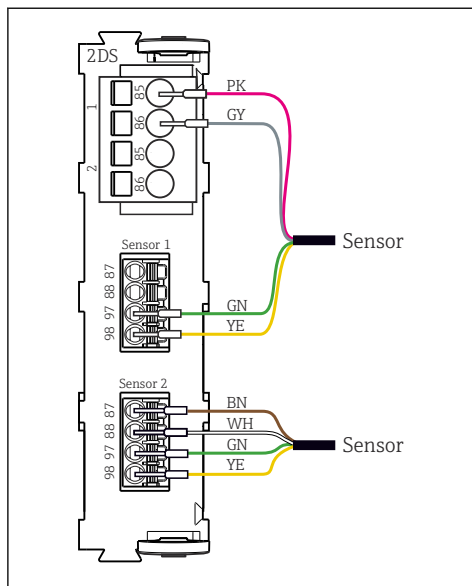 2DS
1
85
PK
86
GY
2
85
86
Sensor
Sensor 1
87
88
97
GN
98
YE
Sensor 2
87
BN
88
WH
97
GN
98
YE
Sensor